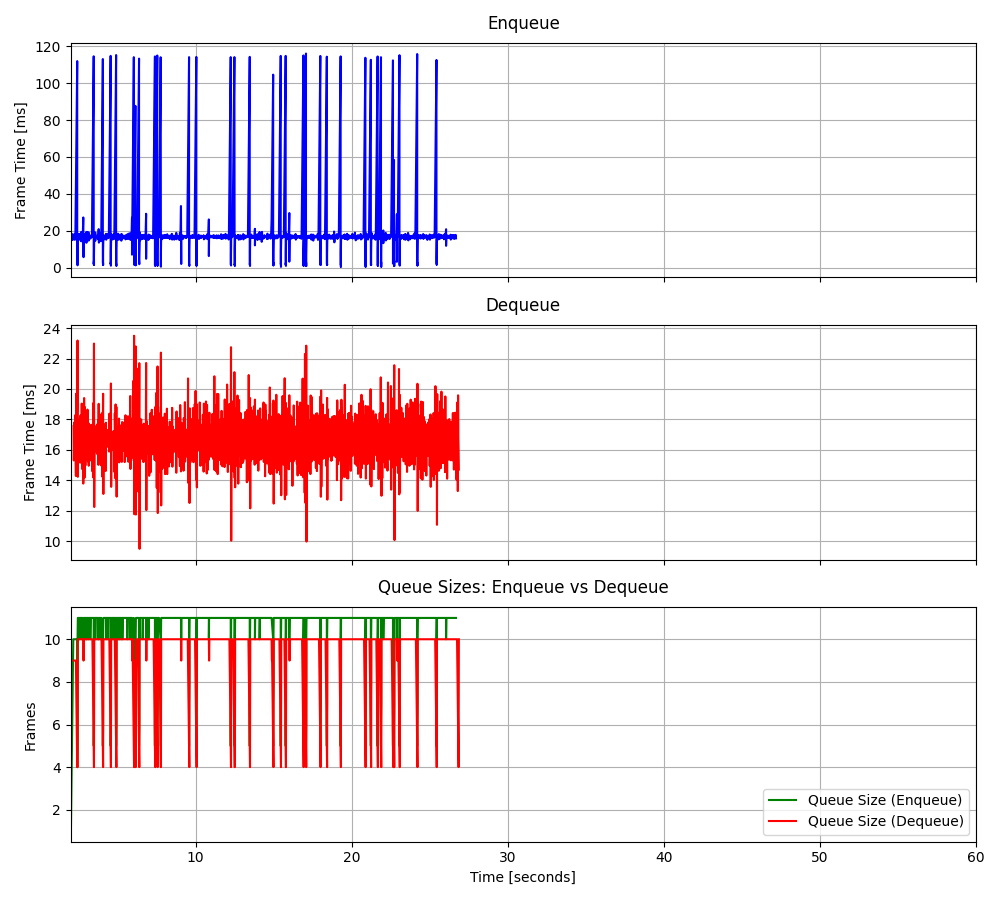 Enqueue
120
100
80
60
40
20
0
Frame Time [ms]
Dequeue
24
22
20
18
16
14
12
10
Frame Time [ms]
Queue Sizes: Enqueue vs Dequeue
10
8
6
4
2
Frames
Queue Size (Enqueue)
Queue Size (Dequeue)
10 20 30 40 50 60
Time [seconds]